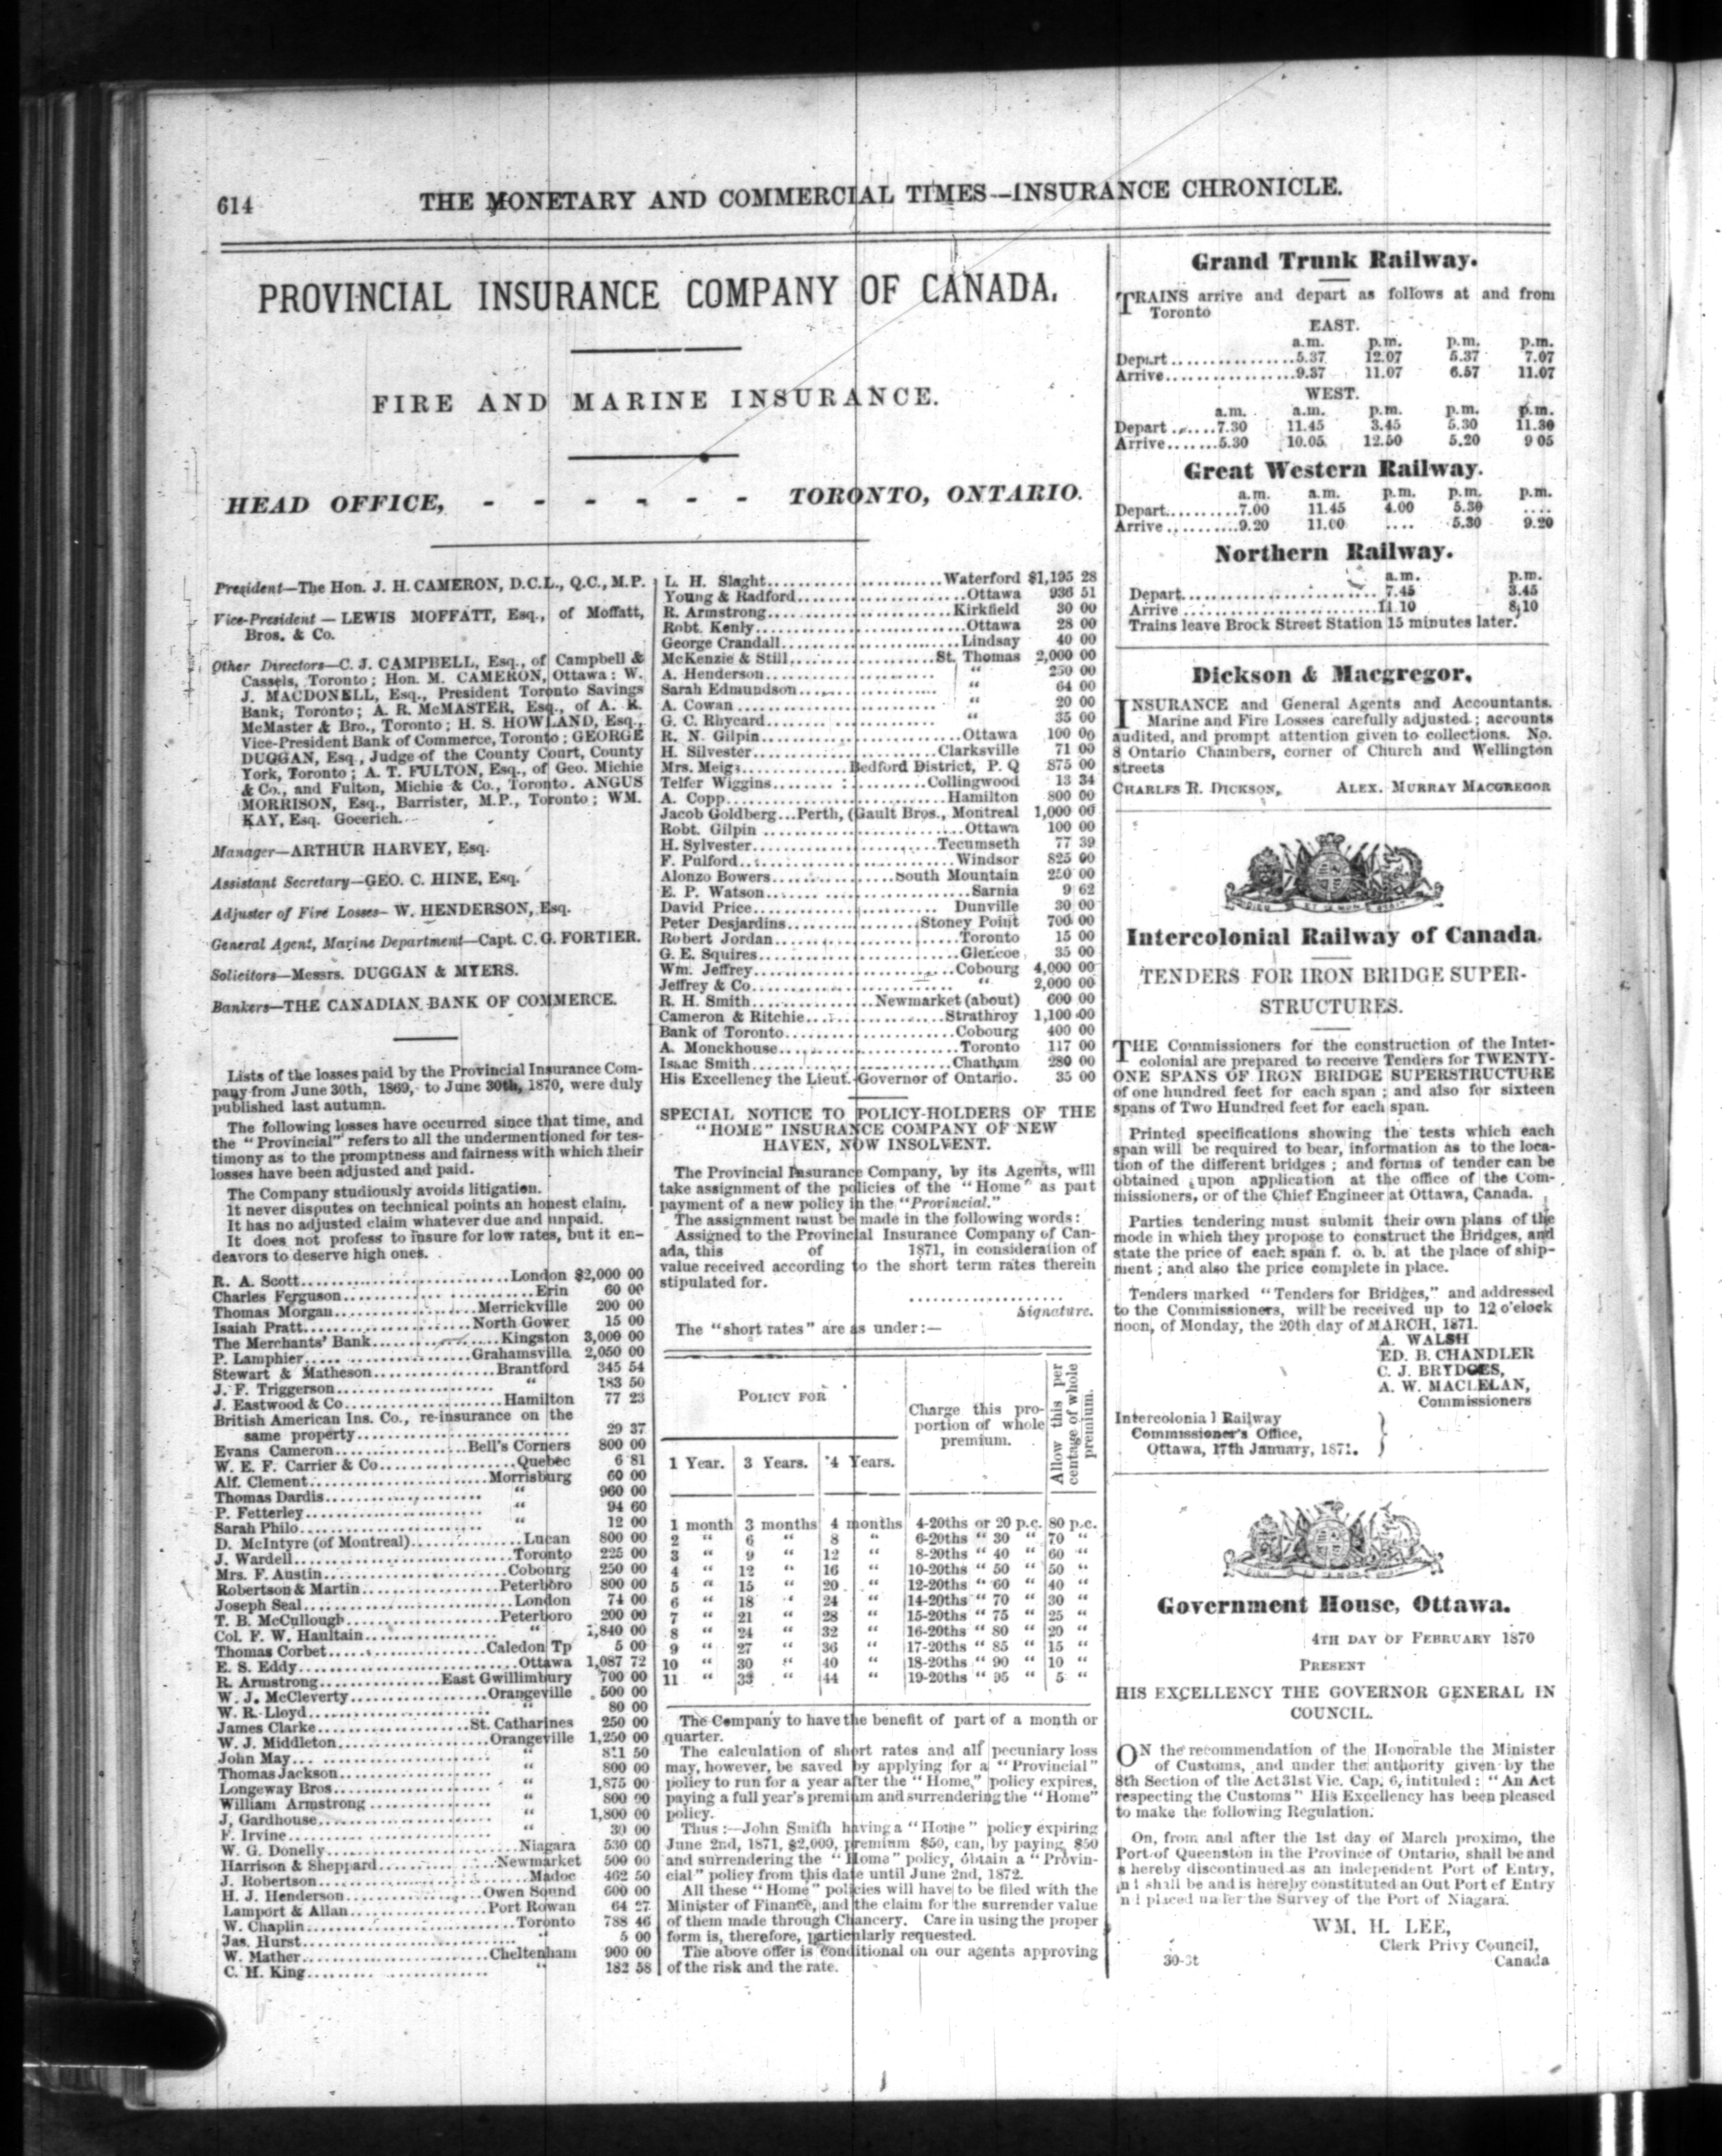 614
THE MONETARY AND COMMERCIAL TIMES—INSURANCE CHRONICLE.
PROVINCIAL INSURANCE COMPANY OF CANADA.
FIRE AND MARINE INSURANCE.
HEAD OFFICE, - - - - - - TORONTO, ONTARIO.
President—The Hon. J. H. CAMERON, D.C.L., Q.C., M.P.
Vice-President — LEWIS MOFFATT, Esq., of Moffatt,
Bros. & Co.
Other Directors—C. J. CAMPBELL, Esq., of Campbell &
Cassels, Toronto; Hon. M. CAMERON, Ottawa: W.
J. MACDONELL, Esq., President Toronto Savings
Bank, Toronto; A. R. McMASTER, Esq., of A. R.
McMaster & Bro., Toronto; H. S. HOWLAND, Esq.,
Vice-President Bank of Commerce, Toronto; GEORGE
DUGGAN, Esq., Judge of the County Court, County
York, Toronto; A. T. FULTON, Esq., of Geo. Michie
& Co., and Fulton, Michie & Co., Toronto. ANGUS
MORRISON, Esq., Barrister, M.P., Toronto; WM.
KAY, Esq. Goeerich.
Manager—ARTHUR HARVEY, Esq.
Assistant Secretary—GEO. C. HINE, Esq.
Adjuster of Fire Losses—W. HENDERSON, Esq.
General Agent, Marine Department—Capt. C. G. FORTIER.
Solicitors—Messrs. DUGGAN & MYERS.
Bankers—THE CANADIAN BANK OF COMMERCE.
Lists of the losses paid by the Provincial Insurance Com-
pany from June 30th, 1869, to June 30th, 1870, were duly
published last autumn.
The following losses have occurred since that time, and
the "Provincial" refers to all the undermentioned for tes-
timony as to the promptness and fairness with which their
losses have been adjusted and paid.
The Company studiously avoids litigation.
It never disputes on technical points an honest claim.
It has no adjusted claim whatever due and unpaid.
It does not profess to insure for low rates, but it en-
deavors to deserve high ones.
R. A. Scott....London $2,000 00
Charles Ferguson....Erin 60 00
Thomas Morgan....Merrickville 200 00
Isaiah Pratt....North Gower 15 00
The Merchants' Bank....Kingston 3,000 00
P. Lamphier....Grahamsville 2,050 00
Stewart & Matheson....Brantford 345 54
J. F. Triggerson...." 183 50
J. Eastwood & Co....Hamilton 77 23
British American Ins. Co., re-insurance on the
same property.... 29 37
Evans Cameron....Bell's Corners 800 00
W. E. F. Carrier & Co....Quebec 6 81
Alf. Clement....Morrisburg 60 00
Thomas Dardis...." 960 00
P. Fetterley...." 94 60
Sarah Philo...." 12 00
D. McIntyre (of Montreal)....Lucan 800 00
J. Wardell....Toronto 225 00
Mrs. F. Austin....Cobourg 250 00
Robertson & Martin....Peterboro 800 00
Joseph Seal....London 74 00
T. B. McCullough....Peterboro 200 00
Col. F. W. Haultain...." 1,840 00
Thomas Corbet....Caledon Tp 5 00
E. S. Eddy....Ottawa 1,087 72
R. Armstrong....East Gwillimbury 700 00
W. J. McCleverty....Orangeville 500 00
W. R. Lloyd...." 80 00
James Clarke....St. Catharines 250 00
W. J. Middleton....Orangeville 1,250 00
John May...." 811 50
Thomas Jackson...." 800 00
Longeway Bros...." 1,875 00
William Armstrong...." 800 00
J. Gardhouse...." 1,800 00
F. Irvine...." 30 00
W. G. Donelly....Niagara 530 00
Harrison & Sheppard....Newmarket 500 00
J. Robertson....Madoc 462 50
H. J. Henderson....Owen Sound 600 00
Lamport & Allan....Port Rowan 64 27
W. Chaplin....Toronto 788 46
Jas. Hurst...." 5 00
W. Mather....Cheltenham 900 00
C. H. King...." 182 58
L. H. Slaght....Waterford $1,195 28
Young & Radford....Ottawa 936 51
R. Armstrong....Kirkfield 30 00
Robt. Kenly....Ottawa 28 00
George Crandall....Lindsay 40 00
McKenzie & Still....St. Thomas 2,000 00
A. Henderson...." 250 00
Sarah Edmundson...." 64 00
A. Cowan...." 20 00
G. C. Rhycard...." 35 00
R. N. Gilpin....Ottawa 100 00
H. Silvester....Clarksville 71 00
Mrs. Meigs....Bedford District, P. Q 875 00
Telfer Wiggins....Collingwood 13 34
A. Copp....Hamilton 800 00
Jacob Goldberg...Perth, (Gault Bros., Montreal 1,000 00
Robt. Gilpin....Ottawa 100 00
H. Sylvester....Tecumseth 77 39
F. Pulford....Windsor 825 00
Alonzo Bowers....South Mountain 250 00
E. P. Watson....Sarnia 9 62
David Price....Dunville 30 00
Peter Desjardins....Stoney Point 700 00
Robert Jordan....Toronto 15 00
G. E. Squires....Glencoe 35 00
Wm. Jeffrey....Cobourg 4,000 00
Jeffrey & Co...." 2,000 00
R. H. Smith....Newmarket (about) 600 00
Cameron & Ritchie....Strathroy 1,100 00
Bank of Toronto....Cobourg 400 00
A. Monckhouse....Toronto 117 00
Isaac Smith....Chatham 280 00
His Excellency the Lieut.-Governor of Ontario. 35 00
SPECIAL NOTICE TO POLICY-HOLDERS OF THE
"HOME" INSURANCE COMPANY OF NEW
HAVEN, NOW INSOLVENT.
The Provincial Insurance Company, by its Agents, will
take assignment of the policies of the "Home" as part
payment of a new policy in the "Provincial."
The assignment must be made in the following words:
Assigned to the Provincial Insurance Company of Can-
ada, this of 1871, in consideration of
value received according to the short term rates therein
stipulated for.
....................
Signature.
The "short rates" are as under:—
POLICY FOR
Charge this pro-
portion of whole
premium.
Allow this per
centage of whole
premium.
1 Year. 3 Years. 4 Years.
1 month 3 months 4 months 4-20ths or 20 p.c. 80 p.c.
2 " 6 " 8 " 6-20ths " 30 " 70 "
3 " 9 " 12 " 8-20ths " 40 " 60 "
4 " 12 " 16 " 10-20ths " 50 " 50 "
5 " 15 " 20 " 12-20ths " 60 " 40 "
6 " 18 " 24 " 14-20ths " 70 " 30 "
7 " 21 " 28 " 15-20ths " 75 " 25 "
8 " 24 " 32 " 16-20ths " 80 " 20 "
9 " 27 " 36 " 17-20ths " 85 " 15 "
10 " 30 " 40 " 18-20ths " 90 " 10 "
11 " 33 " 44 " 19-20ths " 95 " 5 "
The Company to have the benefit of part of a month or
quarter.
The calculation of short rates and all pecuniary loss
may, however, be saved by applying for a "Provincial"
policy to run for a year after the "Home," policy expires,
paying a full year's premium and surrendering the "Home"
policy.
Thus:—John Smith having a "Home" policy expiring
June 2nd, 1871, $2,000, premium $50, can, by paying $50
and surrendering the "Home" policy, obtain a "Provin-
cial" policy from this date until June 2nd, 1872.
All these "Home" policies will have to be filed with the
Minister of Finance, and the claim for the surrender value
of them made through Chancery. Care in using the proper
form is, therefore, particularly requested.
The above offer is conditional on our agents approving
of the risk and the rate.
Grand Trunk Railway.
TRAINS arrive and depart as follows at and from
Toronto
EAST.
a.m. p.m. p.m. p.m.
Depart....5.37 12.07 5.37 7.07
Arrive....9.37 11.07 6.57 11.07
WEST.
a.m. a.m. p.m. p.m. p.m.
Depart....7.30 11.45 3.45 5.30 11.30
Arrive....5.30 10.05 12.50 5.20 9 05
Great Western Railway.
a.m. a.m. p.m. p.m. p.m.
Depart....7.00 11.45 4.00 5.30 ....
Arrive....9.20 11.00 .... 5.30 9.20
Northern Railway.
a.m. p.m.
Depart....7.45 3.45
Arrive....11 10 8.10
Trains leave Brock Street Station 15 minutes later.
Dickson & Macgregor.
INSURANCE and General Agents and Accountants.
Marine and Fire Losses carefully adjusted; accounts
audited, and prompt attention given to collections. No.
8 Ontario Chambers, corner of Church and Wellington
streets
CHARLES R. DICKSON, ALEX. MURRAY MACGREGOR
DIEU ET MON DROIT
Intercolonial Railway of Canada.
TENDERS FOR IRON BRIDGE SUPER-
STRUCTURES.
THE Commissioners for the construction of the Inter-
colonial are prepared to receive Tenders for TWENTY-
ONE SPANS OF IRON BRIDGE SUPERSTRUCTURE
of one hundred feet for each span; and also for sixteen
spans of Two Hundred feet for each span.
Printed specifications showing the tests which each
span will be required to bear, information as to the loca-
tion of the different bridges; and forms of tender can be
obtained upon application at the office of the Com-
missioners, or of the Chief Engineer at Ottawa, Canada.
Parties tendering must submit their own plans of the
mode in which they propose to construct the Bridges, and
state the price of each span f. o. b. at the place of ship-
ment; and also the price complete in place.
Tenders marked "Tenders for Bridges," and addressed
to the Commissioners, will be received up to 12 o'clock
noon, of Monday, the 20th day of MARCH, 1871.
A. WALSH
ED. B. CHANDLER
C. J. BRYDGES,
A. W. MACLELAN,
Commissioners
Intercolonial Railway
Commissioner's Office,
Ottawa, 17th January, 1871.
Government House, Ottawa.
4TH DAY OF FEBRUARY 1870
PRESENT
HIS EXCELLENCY THE GOVERNOR GENERAL IN
COUNCIL.
ON the recommendation of the Honorable the Minister
of Customs, and under the authority given by the
8th Section of the Act 31st Vic. Cap. 6, intituled: "An Act
respecting the Customs" His Excellency has been pleased
to make the following Regulation:
On, from and after the 1st day of March proximo, the
Port of Queenston in the Province of Ontario, shall be and
s hereby discontinued as an independent Port of Entry,
n i shall be and is hereby constituted an Out Port of Entry
n i placed under the Survey of the Port of Niagara.
WM. H. LEE,
Clerk Privy Council,
30-3t Canada